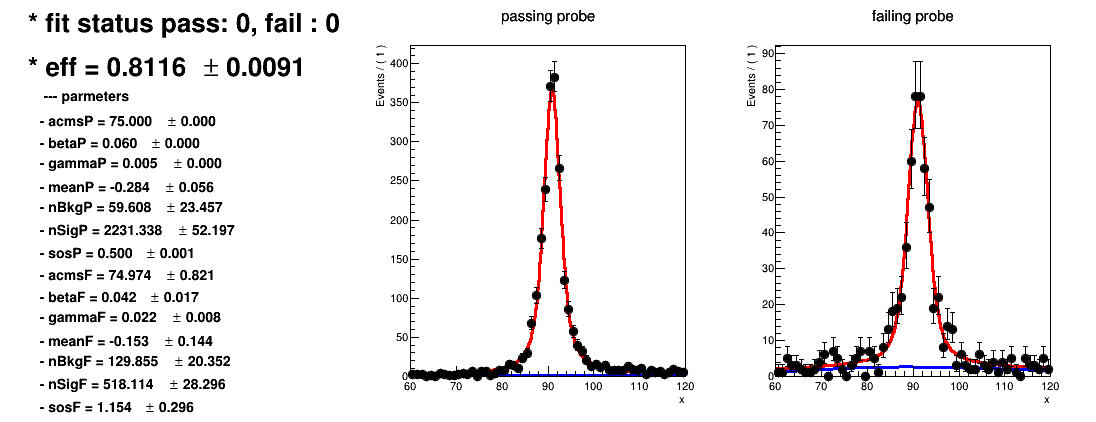 * fit status pass: 0, fail : 0
* eff = 0.8116 ± 0.0091
--- parmeters
- acmsP = 75.000 ± 0.000
- betaP = 0.060 ± 0.000
- gammaP = 0.005 ± 0.000
- meanP = -0.284 ± 0.056
- nBkgP = 59.608 ± 23.457
- nSigP = 2231.338 ± 52.197
- sosP = 0.500 ± 0.001
- acmsF = 74.974 ± 0.821
- betaF = 0.042 ± 0.017
- gammaF = 0.022 ± 0.008
- meanF = -0.153 ± 0.144
- nBkgF = 129.855 ± 20.352
- nSigF = 518.114 ± 28.296
- sosF = 1.154 ± 0.296
passing probe
Events / ( 1 )
400
350
300
250
200
150
100
50
0
60 70 80 90 100 110 120
x
failing probe
Events / ( 1 )
90
80
70
60
50
40
30
20
10
0
60 70 80 90 100 110 120
x